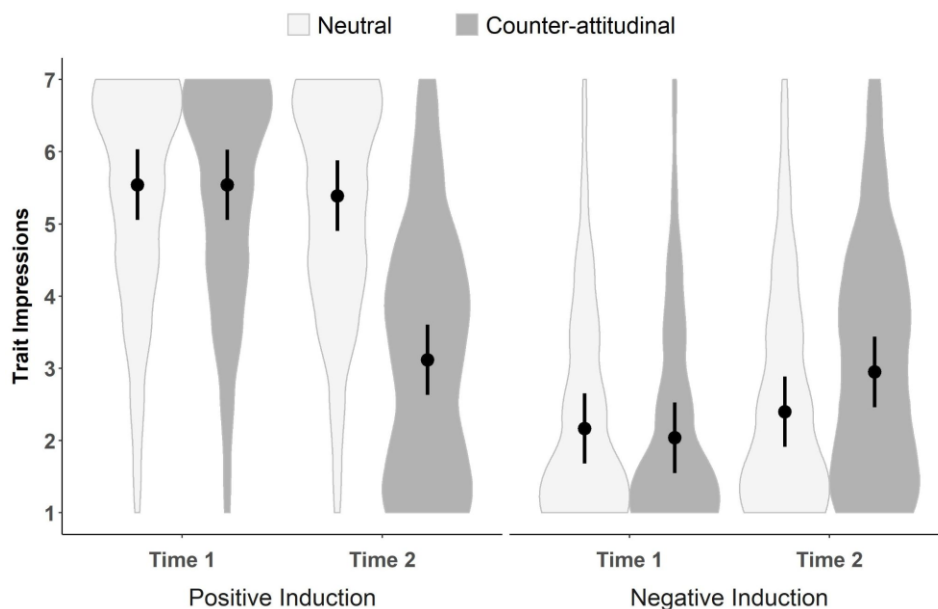 Neutral Counter-attitudinal
Trait Impressions
7
6
5
4
3
2
1
Time 1 Time 2 Time 1 Time 2
Positive Induction Negative Induction